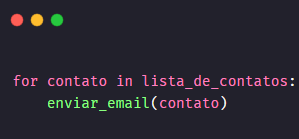 for contato in lista_de_contatos:
    enviar_email(contato)